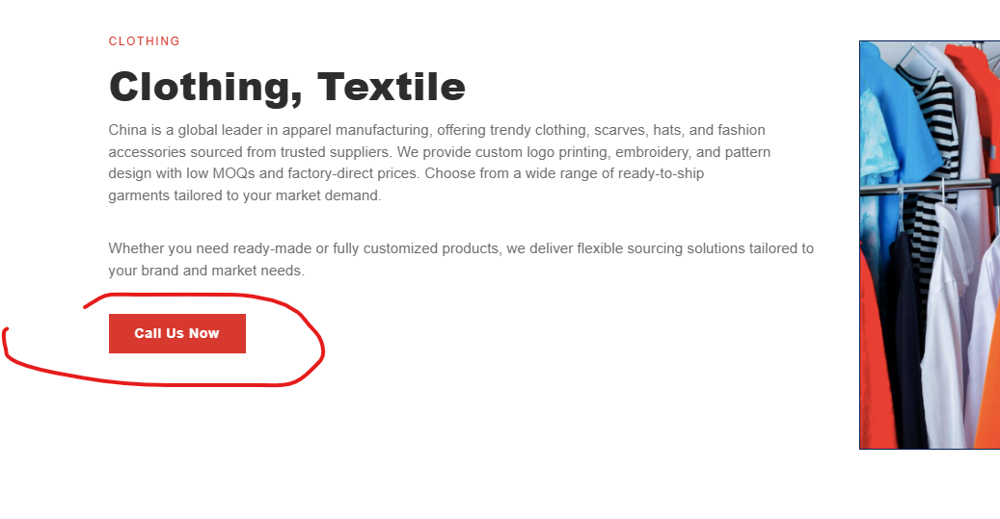 CLOTHING
Clothing, Textile
China is a global leader in apparel manufacturing, offering trendy clothing, scarves, hats, and fashion
accessories sourced from trusted suppliers. We provide custom logo printing, embroidery, and pattern
design with low MOQs and factory-direct prices. Choose from a wide range of ready-to-ship
garments tailored to your market demand.
Whether you need ready-made or fully customized products, we deliver flexible sourcing solutions tailored to
your brand and market needs.
Call Us Now